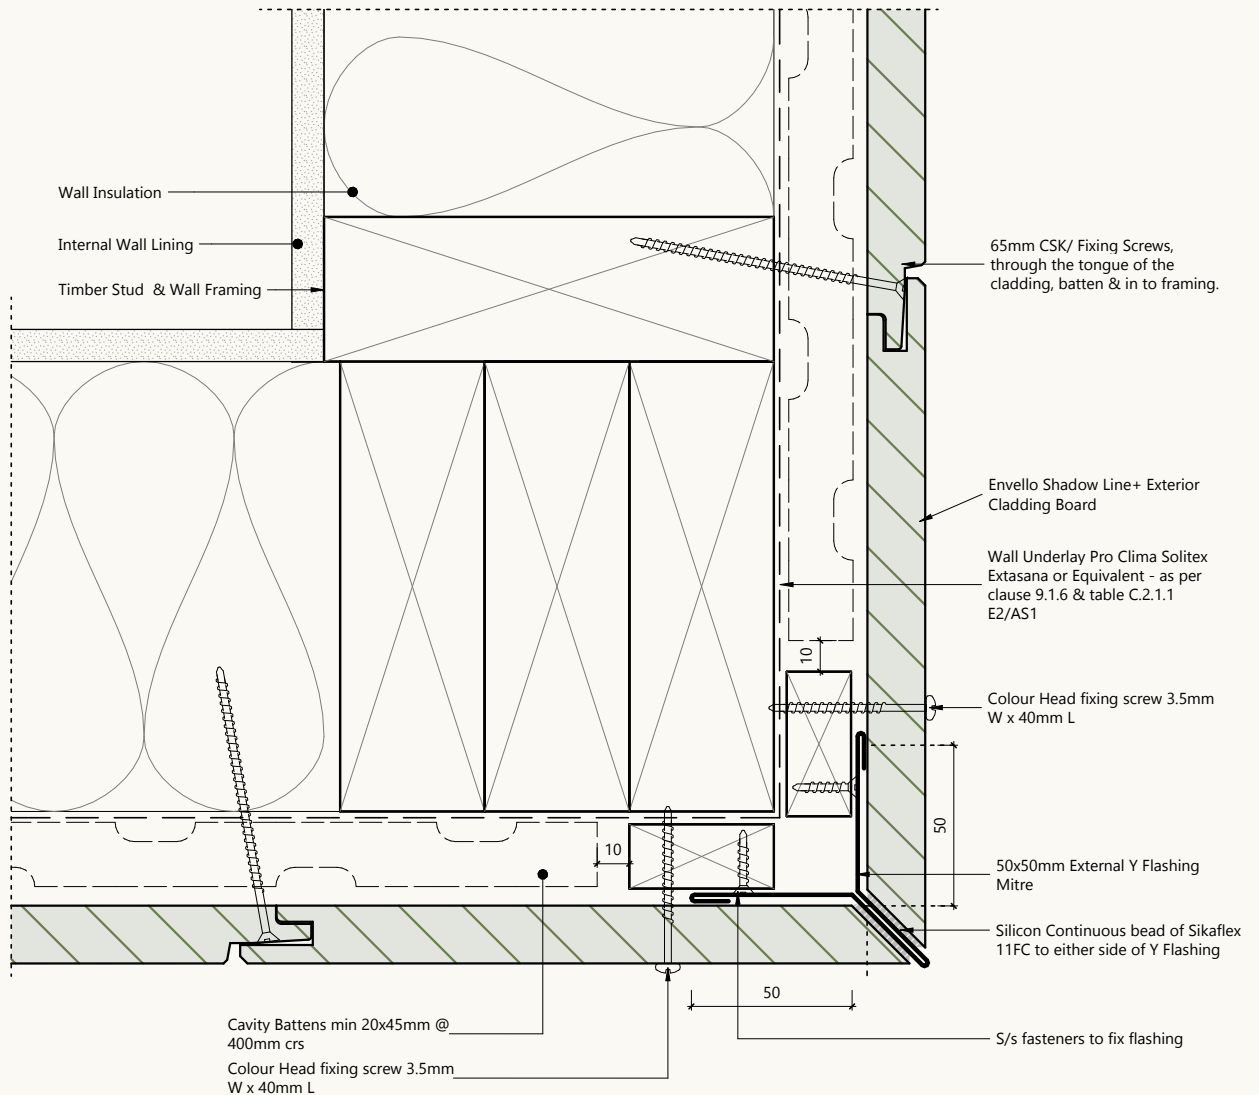 Wall Insulation
Internal Wall Lining
Timber Stud & Wall Framing
65mm CSK/ Fixing Screws,
through the tongue of the
cladding, batten & in to framing.
Envello Shadow Line+ Exterior
Cladding Board
Wall Underlay Pro Clima Solitex
Extasana or Equivalent - as per
clause 9.1.6 & table C.2.1.1
E2/AS1
10
Colour Head fixing screw 3.5mm
W x 40mm L
50
10
50x50mm External Y Flashing
Mitre
Silicon Continuous bead of Sikaflex
11FC to either side of Y Flashing
50
S/s fasteners to fix flashing
Cavity Battens min 20x45mm @
400mm crs
Colour Head fixing screw 3.5mm
W x 40mm L